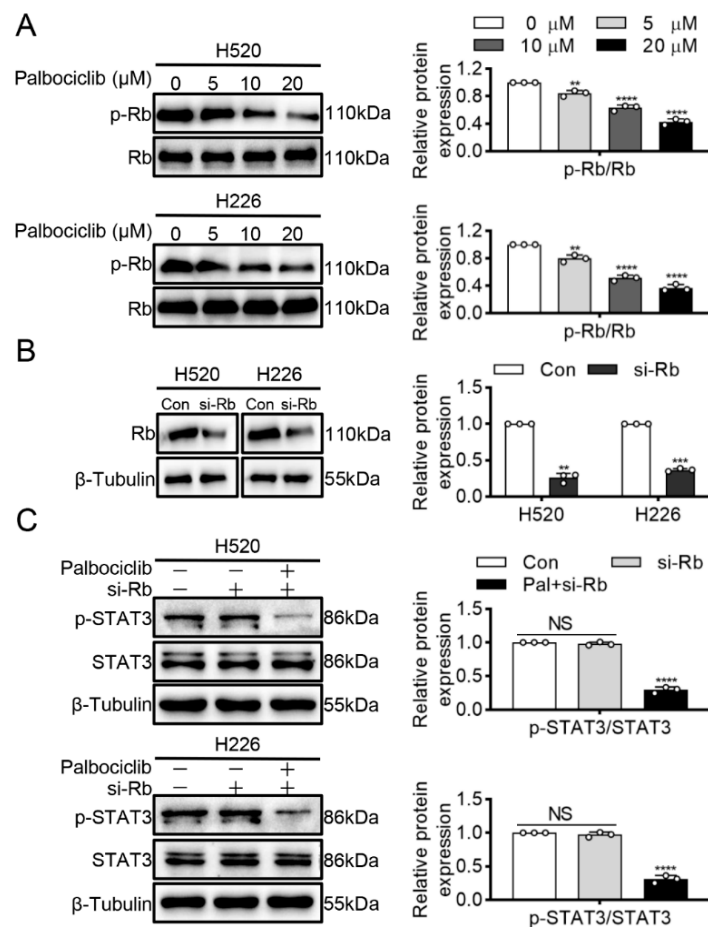 A
H520
Palbociclib (μM) 0 5 10 20
p-Rb 110kDa
Rb 110kDa
H226
Palbociclib (μM) 0 5 10 20
p-Rb 110kDa
Rb 110kDa
0 μM 5 μM
10 μM 20 μM
Relative protein
expression
1.2
0.8
0.4
0.0
** **** ****
p-Rb/Rb
Relative protein
expression
1.2
0.8
0.4
0.0
** **** ****
p-Rb/Rb
B
H520 H226
Con si-Rb Con si-Rb
Rb 110kDa
β-Tubulin 55kDa
Con si-Rb
Relative protein
expression
1.5
1.0
0.5
0.0
** ***
H520 H226
C
H520
Palbociclib — — +
si-Rb — + +
p-STAT3 86kDa
STAT3 86kDa
β-Tubulin 55kDa
H226
Palbociclib — — +
si-Rb — + +
p-STAT3 86kDa
STAT3 86kDa
β-Tubulin 55kDa
Con si-Rb
Pal+si-Rb
Relative protein
expression
1.5
1.0
0.5
0.0
NS
****
p-STAT3/STAT3
Relative protein
expression
1.5
1.0
0.5
0.0
NS
****
p-STAT3/STAT3